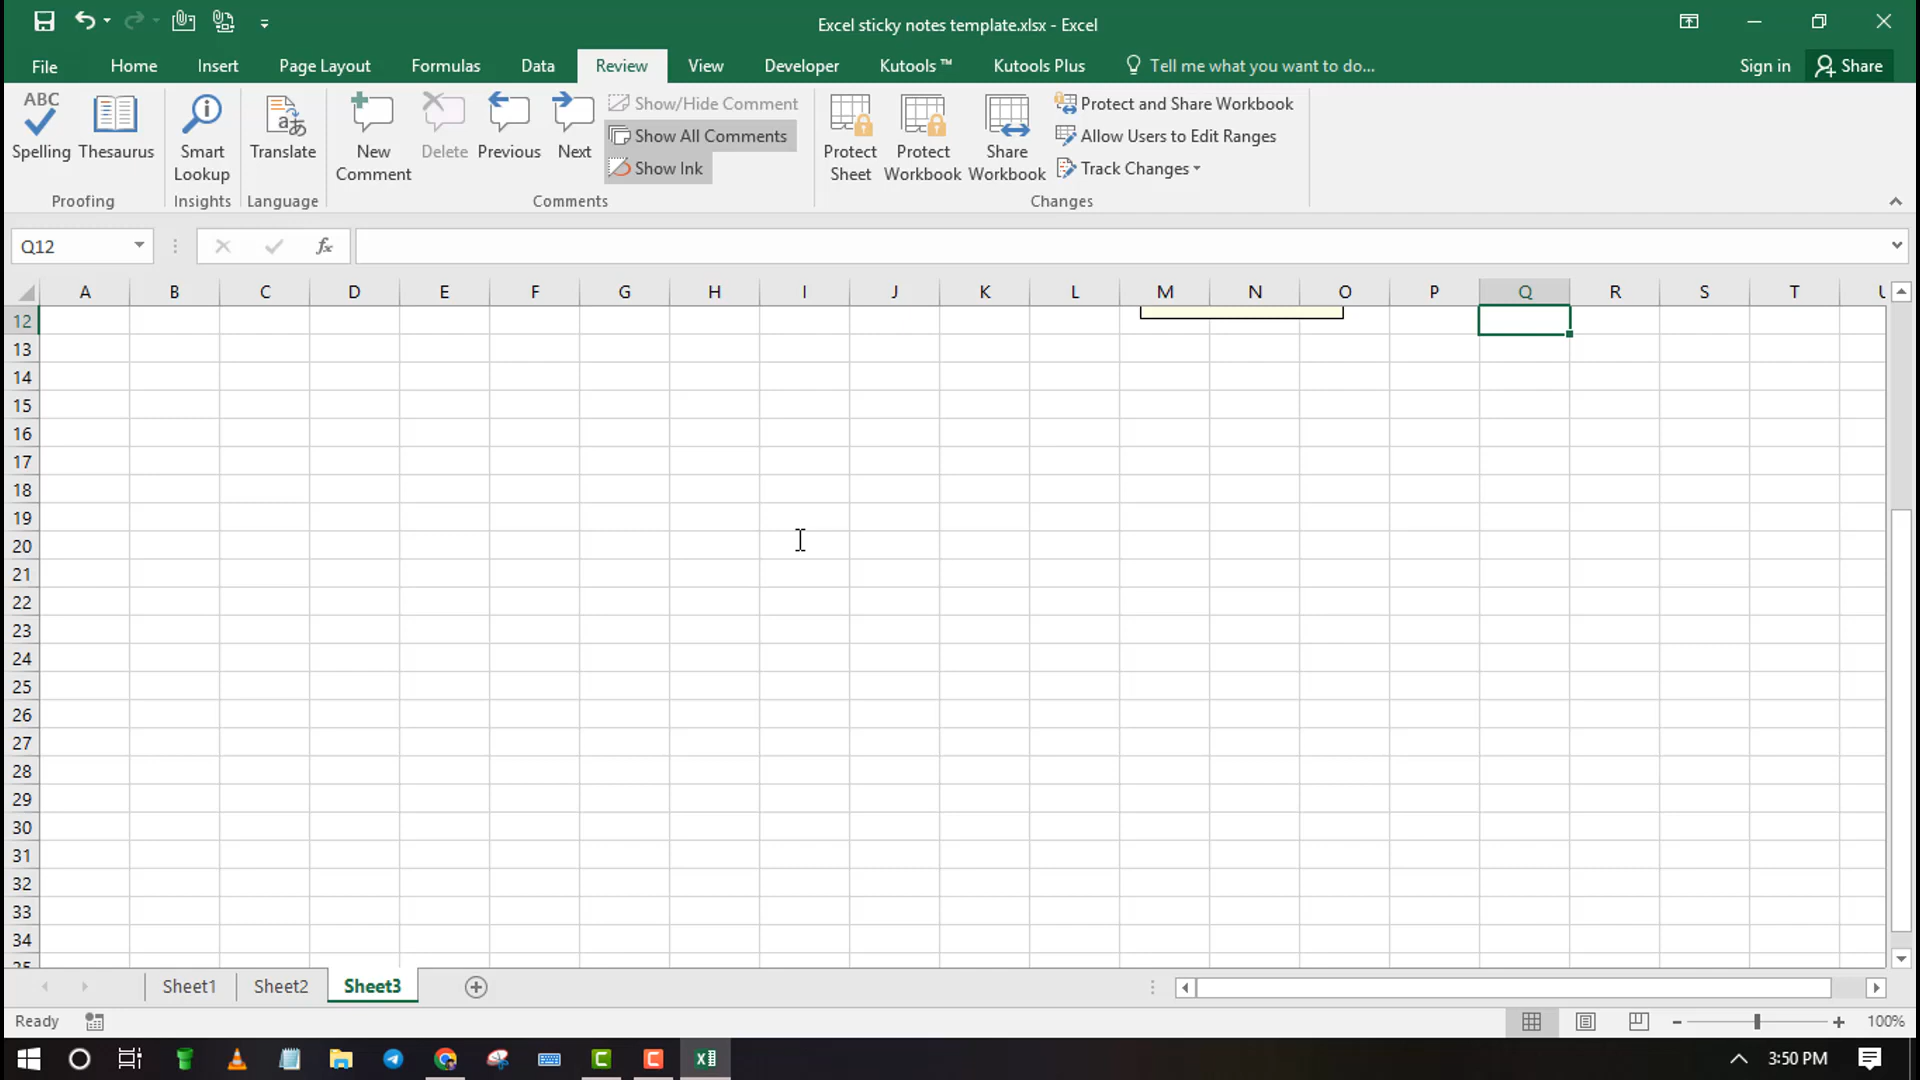 Excel sticky notes template.xlsx - Excel
File Home Insert Page Layout Formulas Data Review View Developer Kutools ™ Kutools Plus Tell me what you want to do... Sign in Share
ABC
Spelling
Thesaurus
Smart
Lookup
Translate
New
Comment
Delete
Previous
Next
Show/Hide Comment
Show All Comments
Show Ink
Protect
Sheet
Protect
Workbook
Share
Workbook
Protect and Share Workbook
Allow Users to Edit Ranges
Track Changes
Proofing Insights Language Comments Changes
Q12 fx
A B C D E F G H I J K L M N O P Q R S T U
12
13
14
15
16
17
18
19
20
21
22
23
24
25
26
27
28
29
30
31
32
33
34
35
Sheet1 Sheet2 Sheet3
Ready 100%
3:50 PM